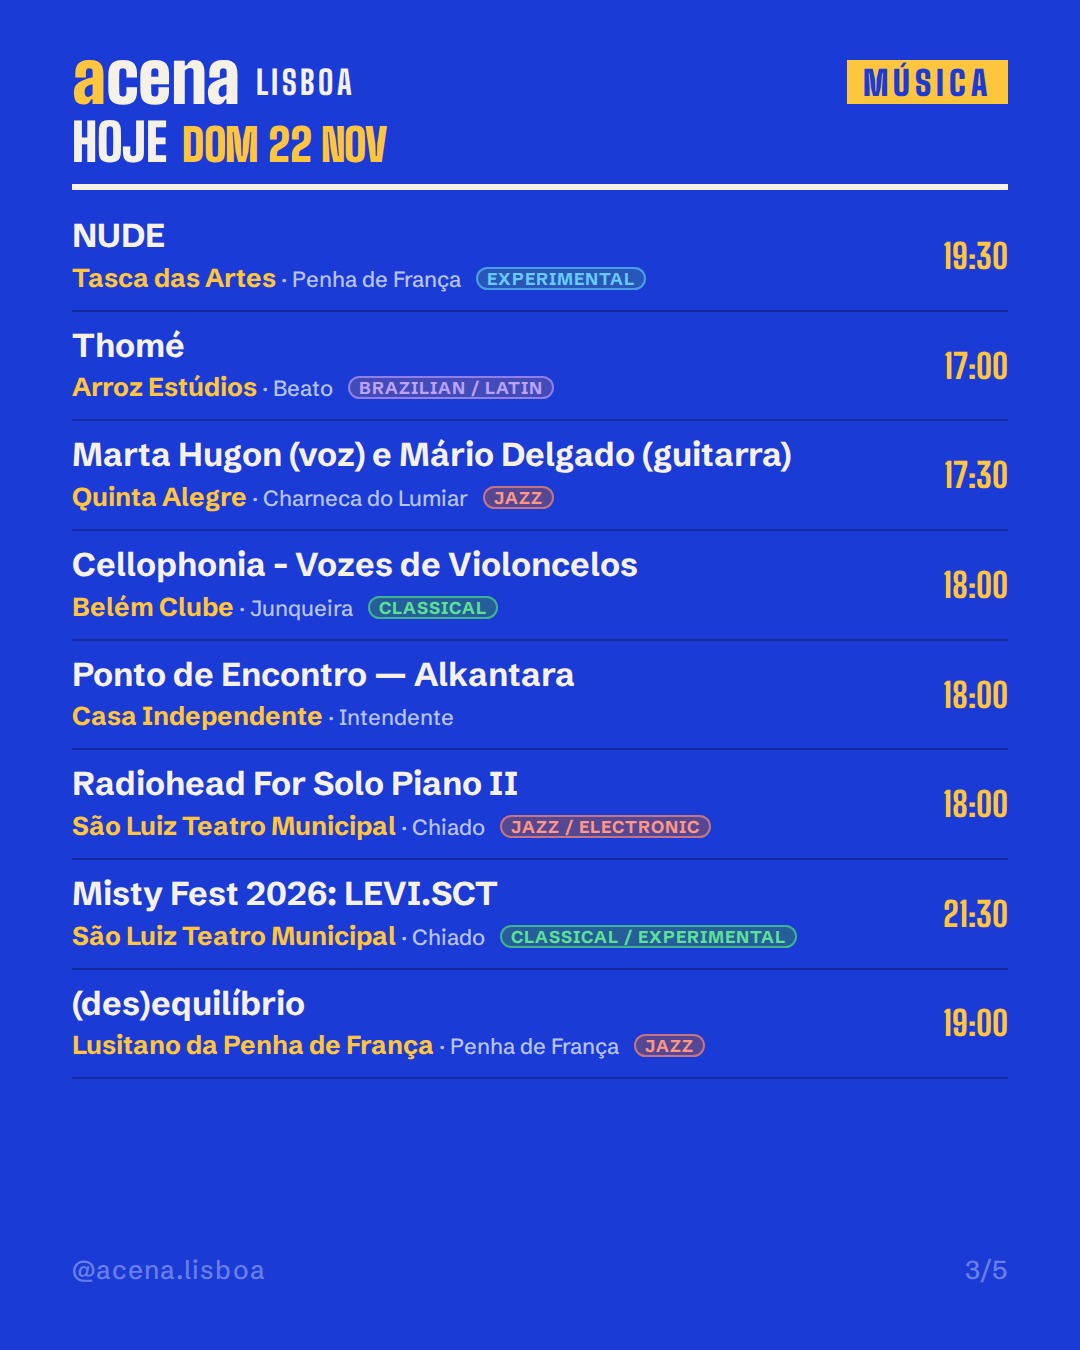 acena LISBOA
MÚSICA
HOJE DOM 22 NOV
NUDE
19:30
Tasca das Artes · Penha de França EXPERIMENTAL
Thomé
17:00
Arroz Estúdios · Beato BRAZILIAN / LATIN
Marta Hugon (voz) e Mário Delgado (guitarra)
17:30
Quinta Alegre · Charneca do Lumiar JAZZ
Cellophonia - Vozes de Violoncelos
18:00
Belém Clube · Junqueira CLASSICAL
Ponto de Encontro — Alkantara
18:00
Casa Independente · Intendente
Radiohead For Solo Piano II
18:00
São Luiz Teatro Municipal · Chiado JAZZ / ELECTRONIC
Misty Fest 2026: LEVI.SCT
21:30
São Luiz Teatro Municipal · Chiado CLASSICAL / EXPERIMENTAL
(des)equilíbrio
19:00
Lusitano da Penha de França · Penha de França JAZZ
@acena.lisboa
3/5